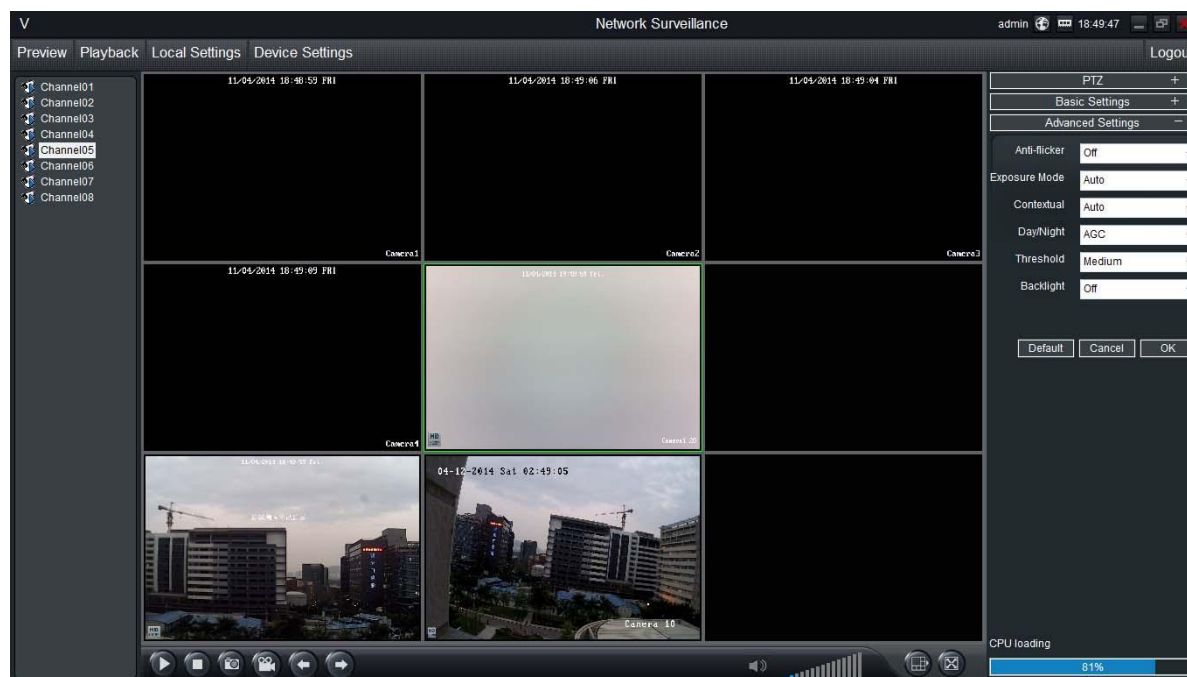 V
Network Surveillance
admin
18:49:47
Preview
Playback
Local Settings
Device Settings
Logou
Channel01
Channel02
Channel03
Channel04
Channel05
Channel06
Channel07
Channel08
11/04/2014 18:48:59 FRI
11/04/2014 18:49:06 FRI
11/04/2014 18:49:04 FRI
Camera1
Camera2
Camera3
11/04/2014 18:49:09 FRI
Camera4
HD
HD
04-12-2014 Sat 02:49:05
Camera 10
PTZ +
Basic Settings +
Advanced Settings −
Anti-flicker Off
Exposure Mode Auto
Contextual Auto
Day/Night AGC
Threshold Medium
Backlight Off
Default
Cancel
OK
CPU loading
81%